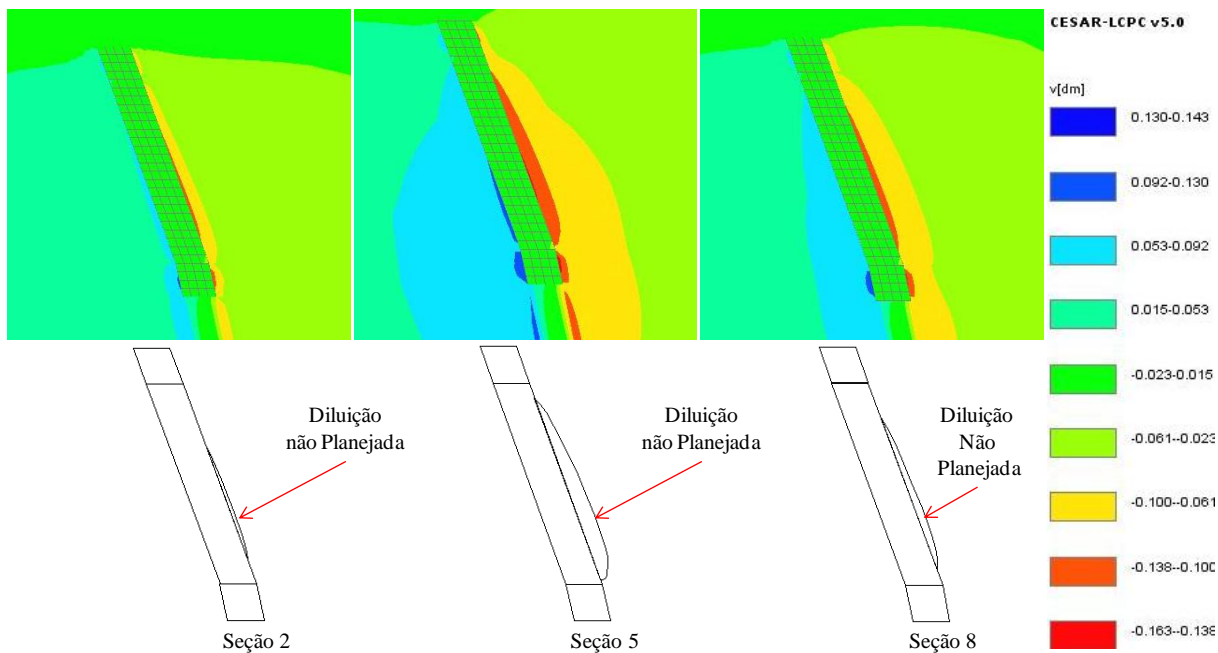 CESAR-LCPC v5.0
v[dm]
0.130-0.143
0.092-0.130
0.053-0.092
0.015-0.053
-0.023-0.015
-0.061--0.023
-0.100--0.061
-0.138--0.100
-0.163--0.138
Diluição
não Planejada
Diluição
não Planejada
Diluição
Não
Planejada
Seção 2
Seção 5
Seção 8